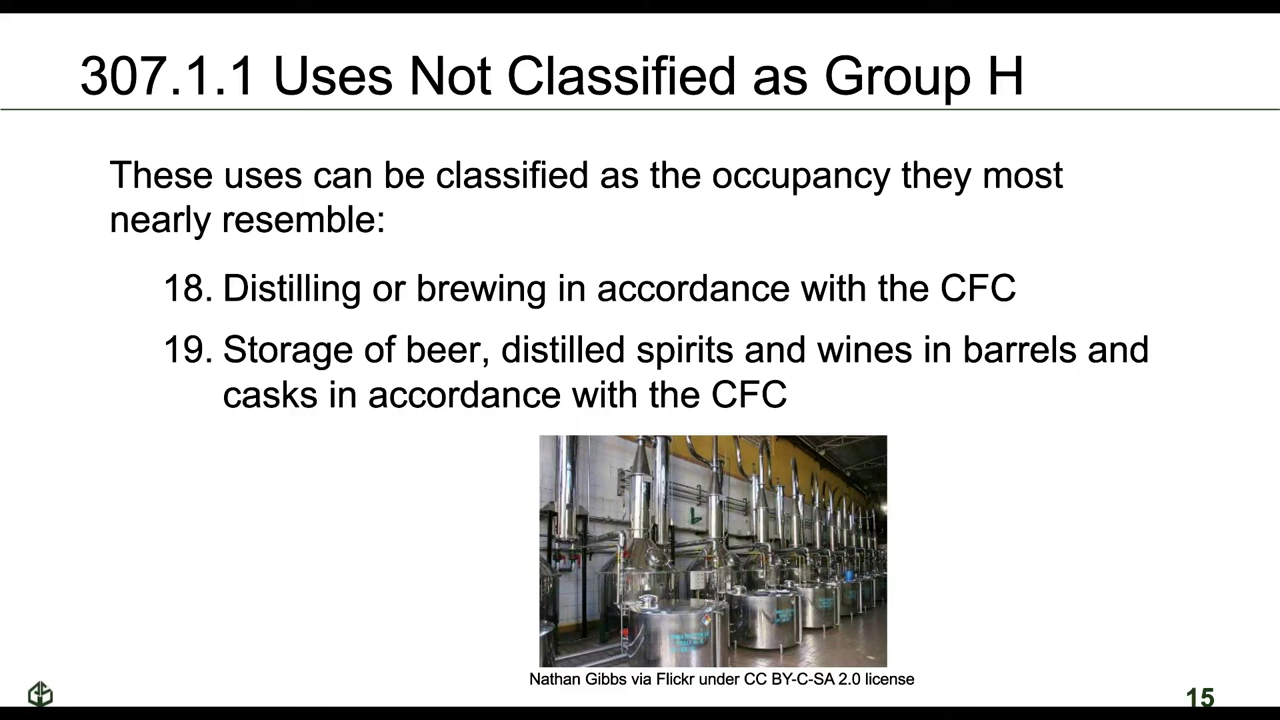 307.1.1 Uses Not Classified as Group H
These uses can be classified as the occupancy they most
nearly resemble:
18. Distilling or brewing in accordance with the CFC
19. Storage of beer, distilled spirits and wines in barrels and
casks in accordance with the CFC
Nathan Gibbs via Flickr under CC BY-C-SA 2.0 license
15